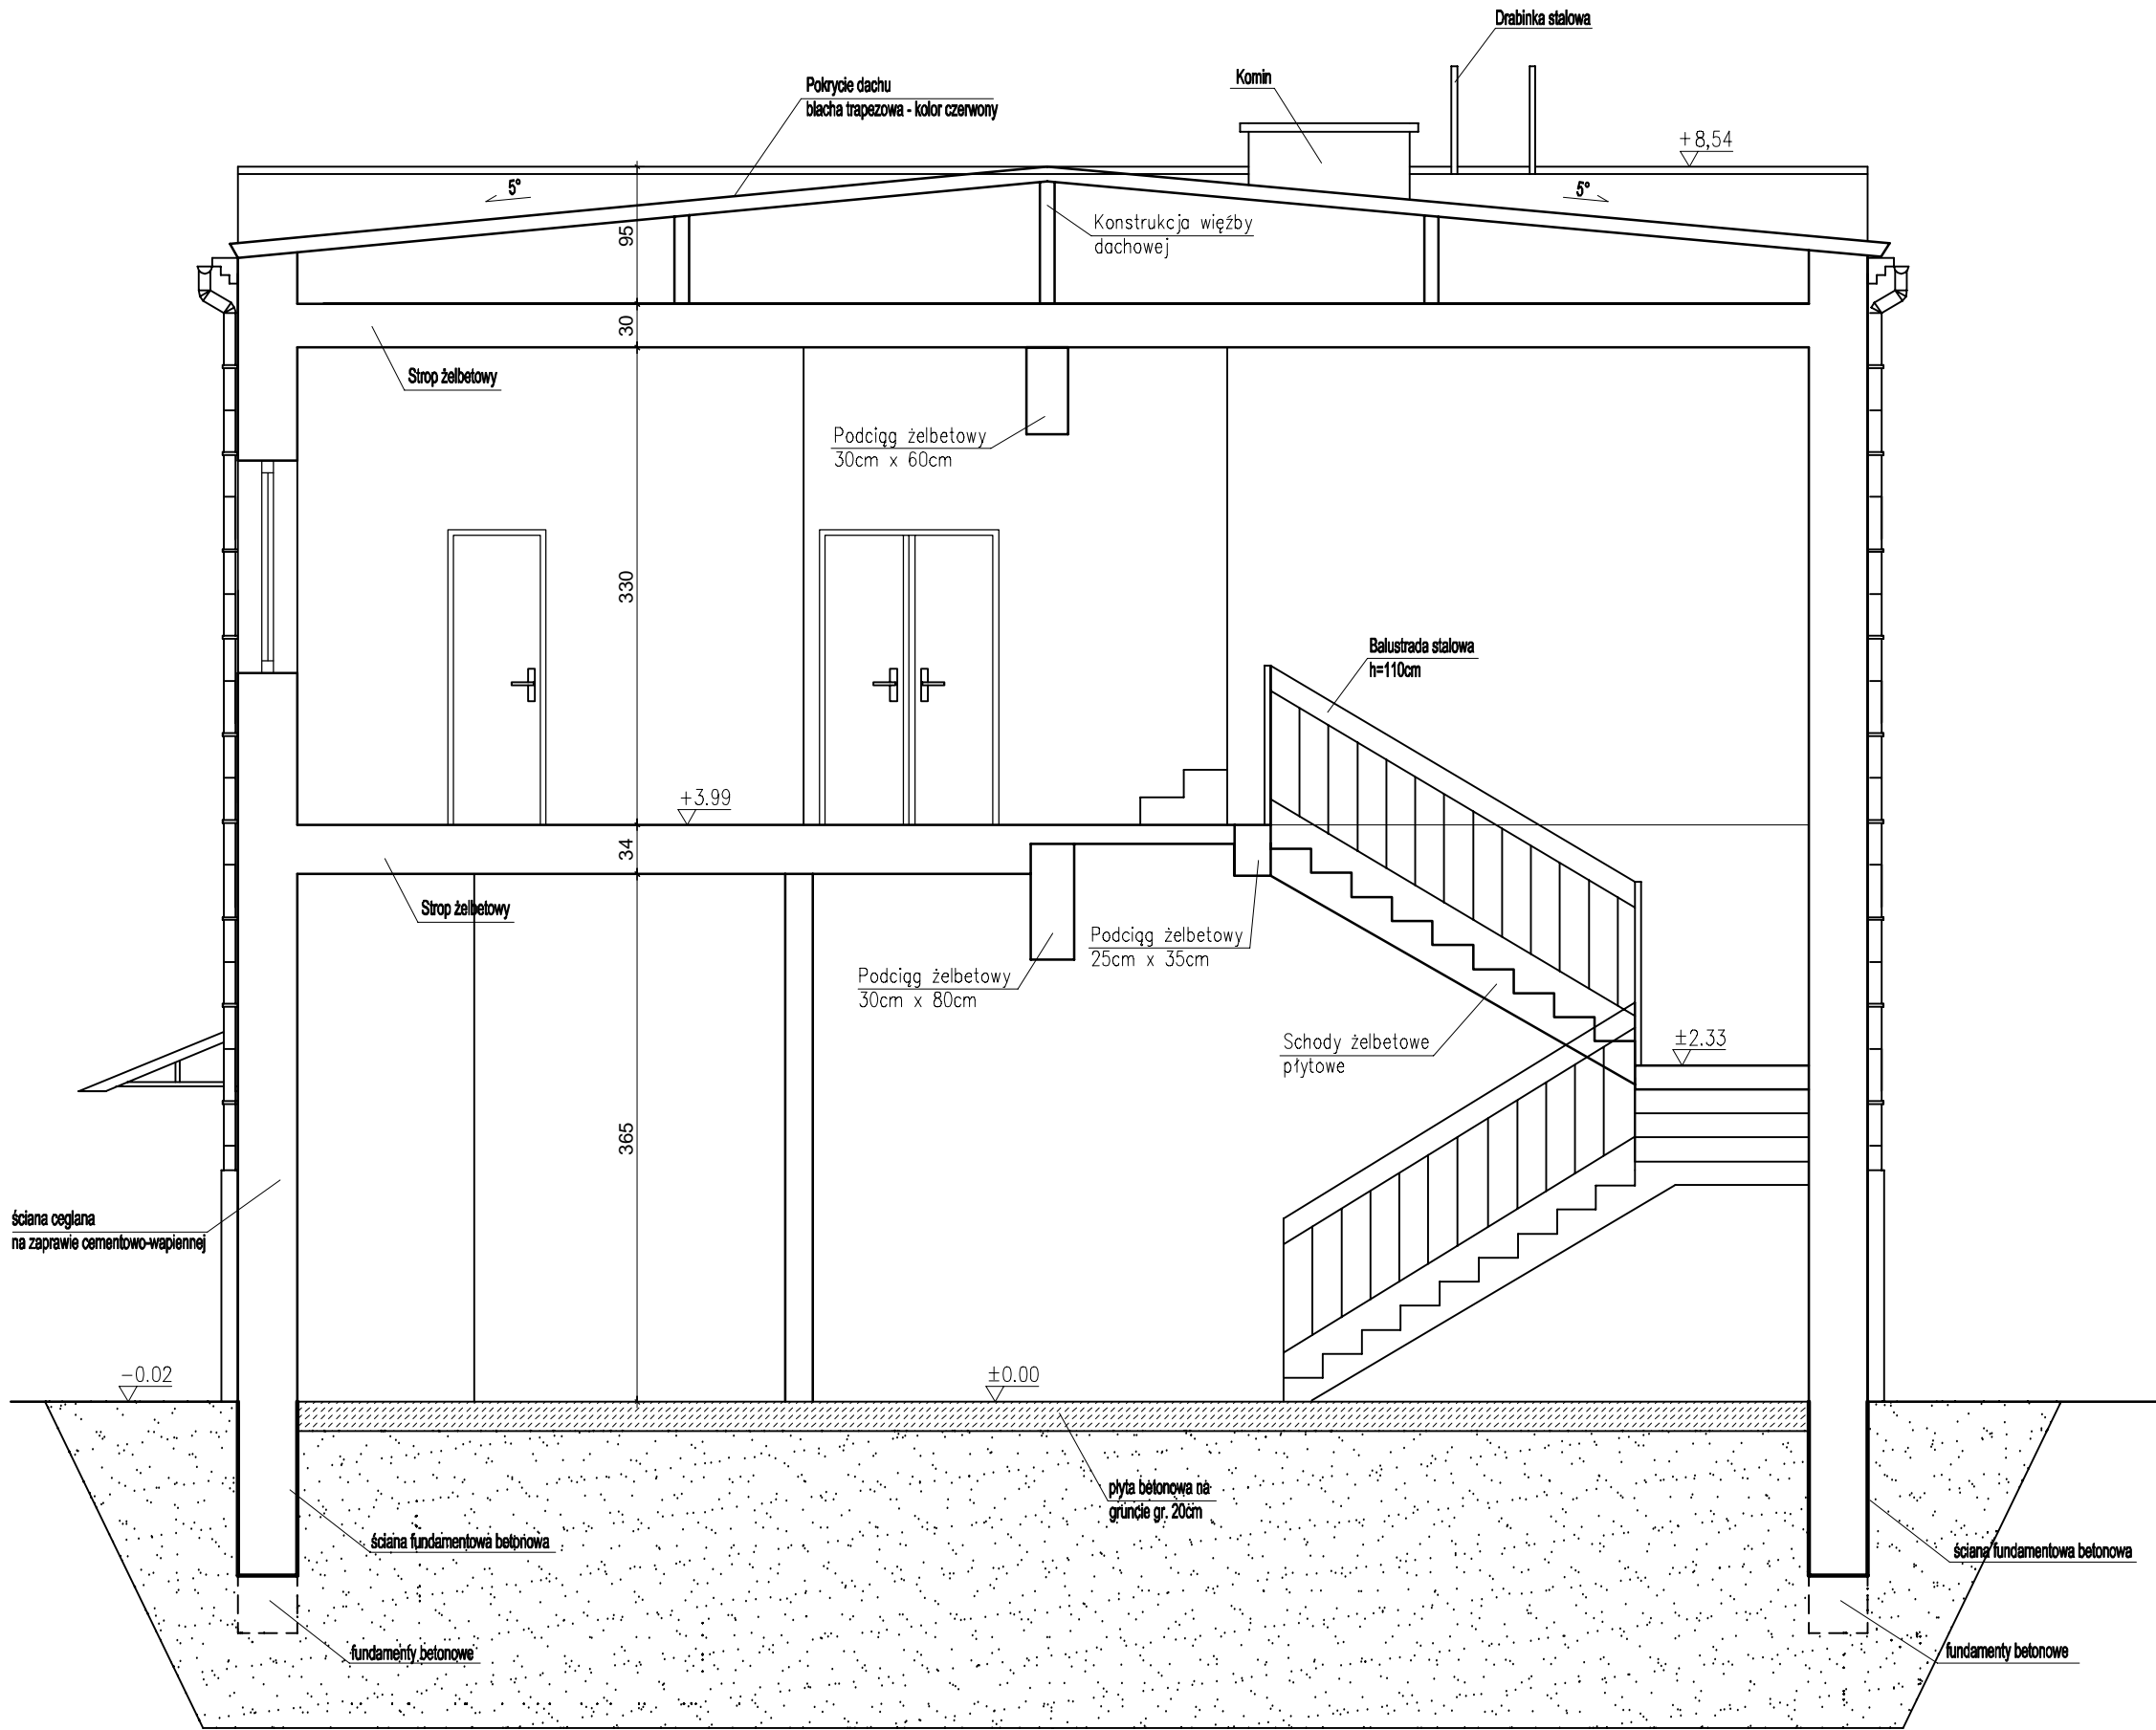 Drabinka stalowa
Komin
Pokrycie dachu
blacha trapezowa - kolor czerwony
+8,54
5°
5°
Konstrukcja więźby
dachowej
95
30
Strop żelbetowy
Podciąg żelbetowy
30cm x 60cm
330
Balustrada stalowa
h=110cm
+3.99
34
Strop żelbetowy
Podciąg żelbetowy
25cm x 35cm
Podciąg żelbetowy
30cm x 80cm
Schody żelbetowe
płytowe
±2.33
365
ściana ceglana
na zaprawie cementowo-wapiennej
-0.02
±0.00
płyta betonowa na
gruncie gr. 20cm
ściana fundamentowa betonowa
ściana fundamentowa betonowa
fundamenty betonowe
fundamenty betonowe